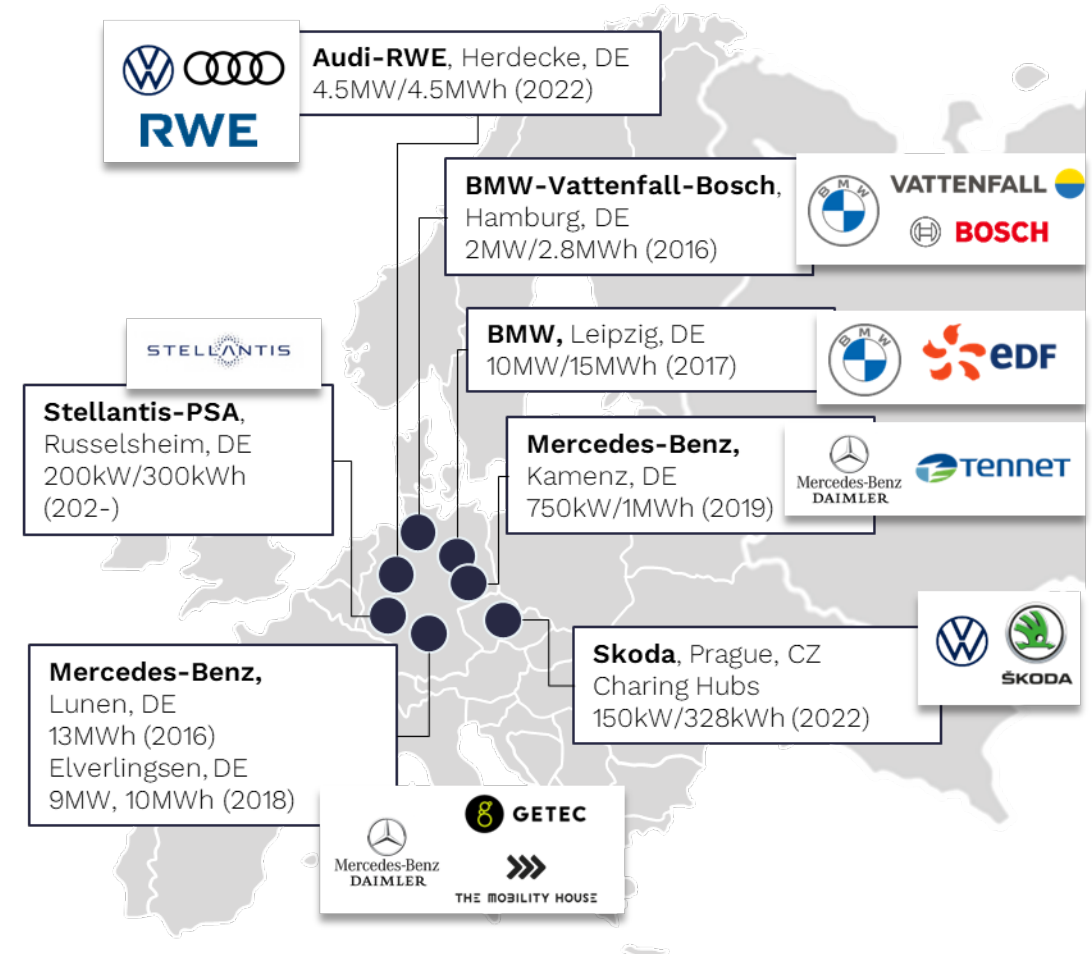 Audi-RWE, Herdecke, DE
4.5MW/4.5MWh (2022)
RWE
BMW-Vattenfall-Bosch,
Hamburg, DE
2MW/2.8MWh (2016)
BMW
VATTENFALL
BOSCH
BMW, Leipzig, DE
10MW/15MWh (2017)
BMW
eDF
STELLANTIS
Stellantis-PSA,
Russelsheim, DE
200kW/300kWh
(202-)
Mercedes-Benz,
Kamenz, DE
750kW/1MWh (2019)
Mercedes-Benz
DAIMLER
TENNET
Skoda, Prague, CZ
Charing Hubs
150kW/328kWh (2022)
ŠKODA
Mercedes-Benz,
Lunen, DE
13MWh (2016)
Elverlingsen, DE
9MW, 10MWh (2018)
Mercedes-Benz
DAIMLER
g GETEC
THE MOBILITY HOUSE